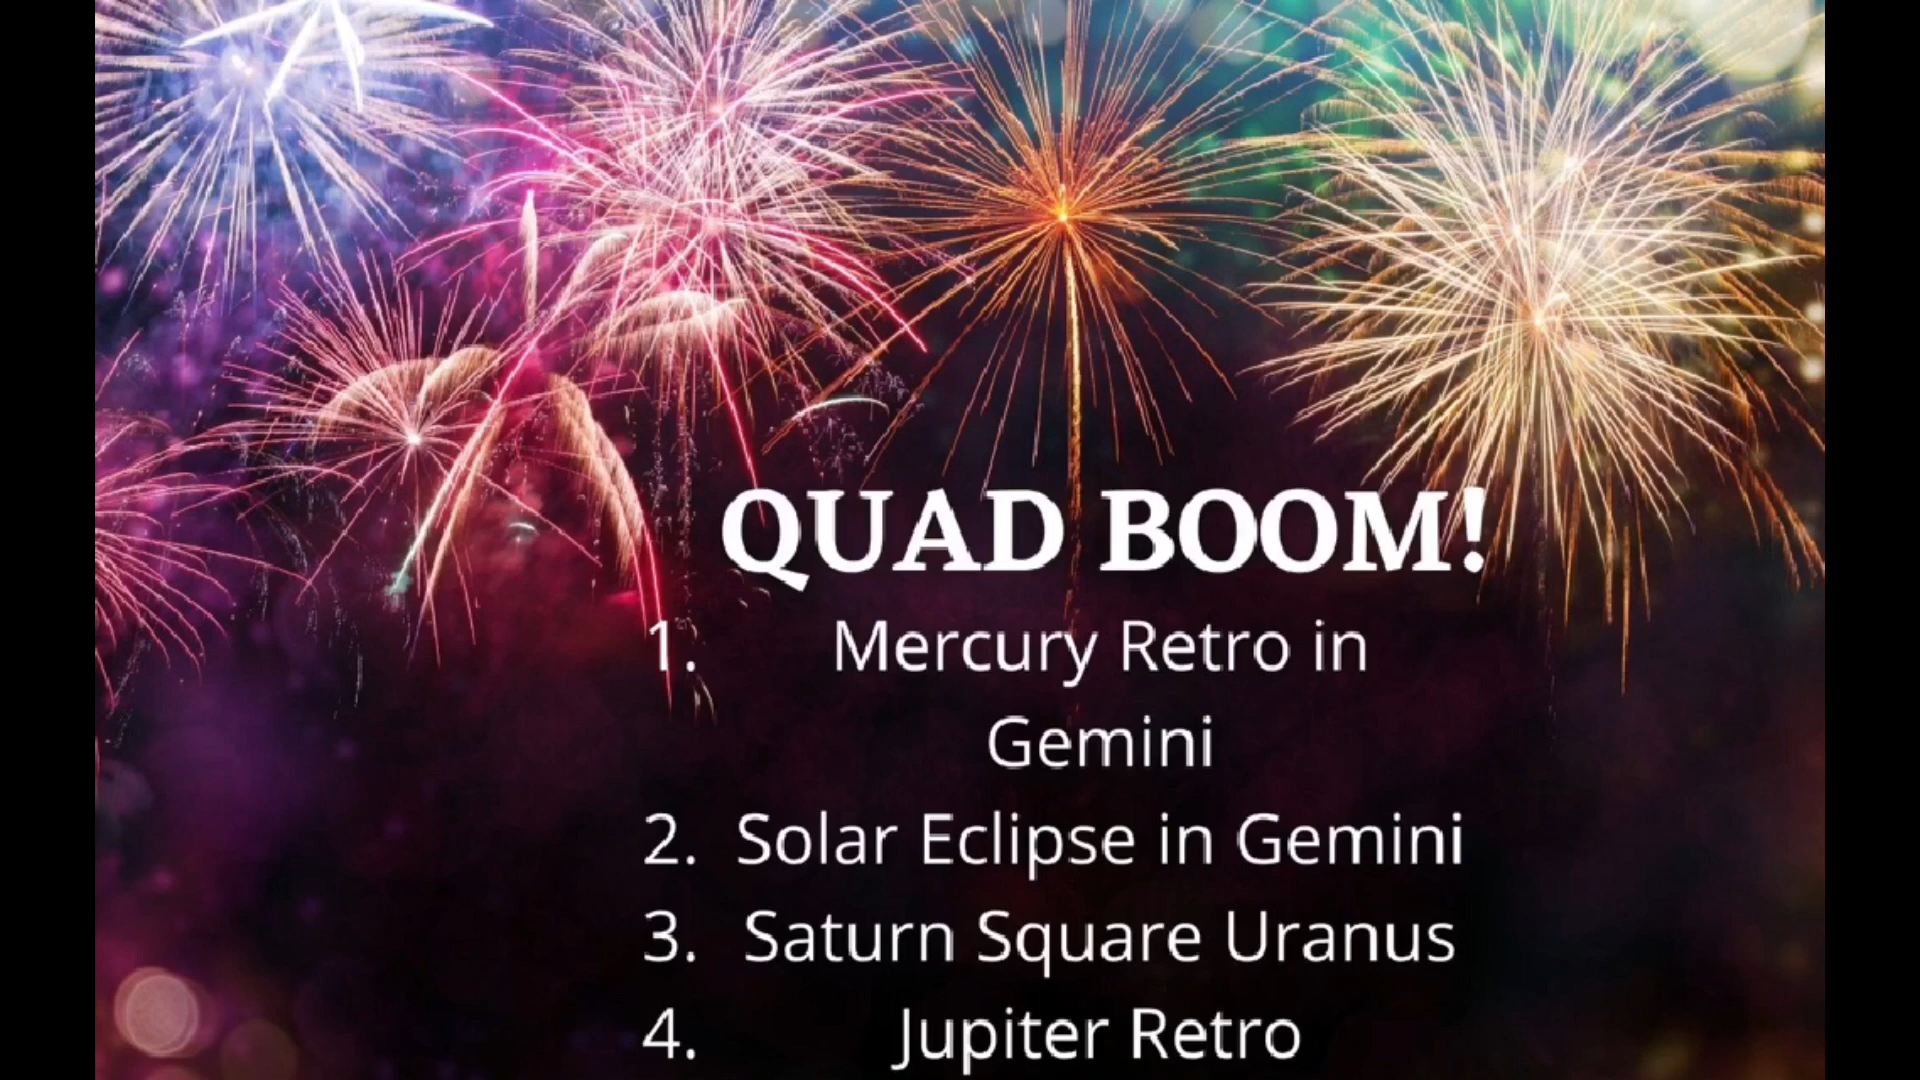 QUAD BOOM!
1. Mercury Retro in
Gemini
2. Solar Eclipse in Gemini
3. Saturn Square Uranus
4. Jupiter Retro